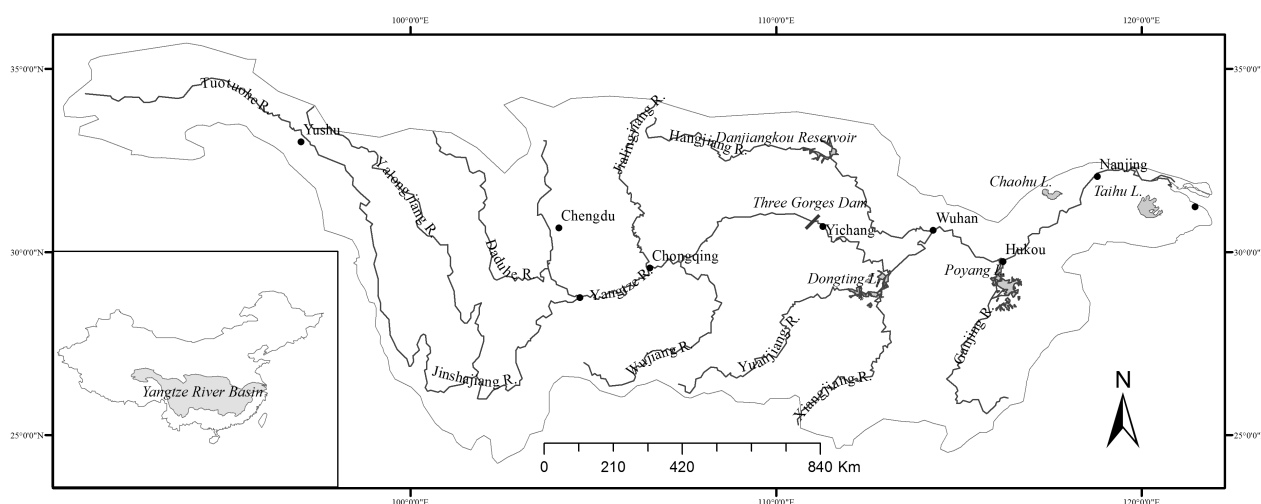 100°0'0"E
110°0'0"E
120°0'0"E
35°0'0"N
35°0'0"N
Tuotuohe R.
Yushu
Yalongjiang R.
Daduhe R.
Chengdu
Jialingjiang R.
Hangjiang R.
Danjiangkou Reservoir
Three Gorges Dam
Yichang
Wuhan
Chaohu L.
Nanjing
Taihu L.
Hukou
30°0'0"N
30°0'0"N
Chongqing
Yangtze R.
Dongting L.
Poyang L.
Ganjing R.
Jinshajiang R.
Wujiang R.
Yuanjiang R.
Xiangjiang R.
Yangtze River Basin
N
25°0'0"N
25°0'0"N
0 210 420 840 Km
100°0'0"E
110°0'0"E
120°0'0"E